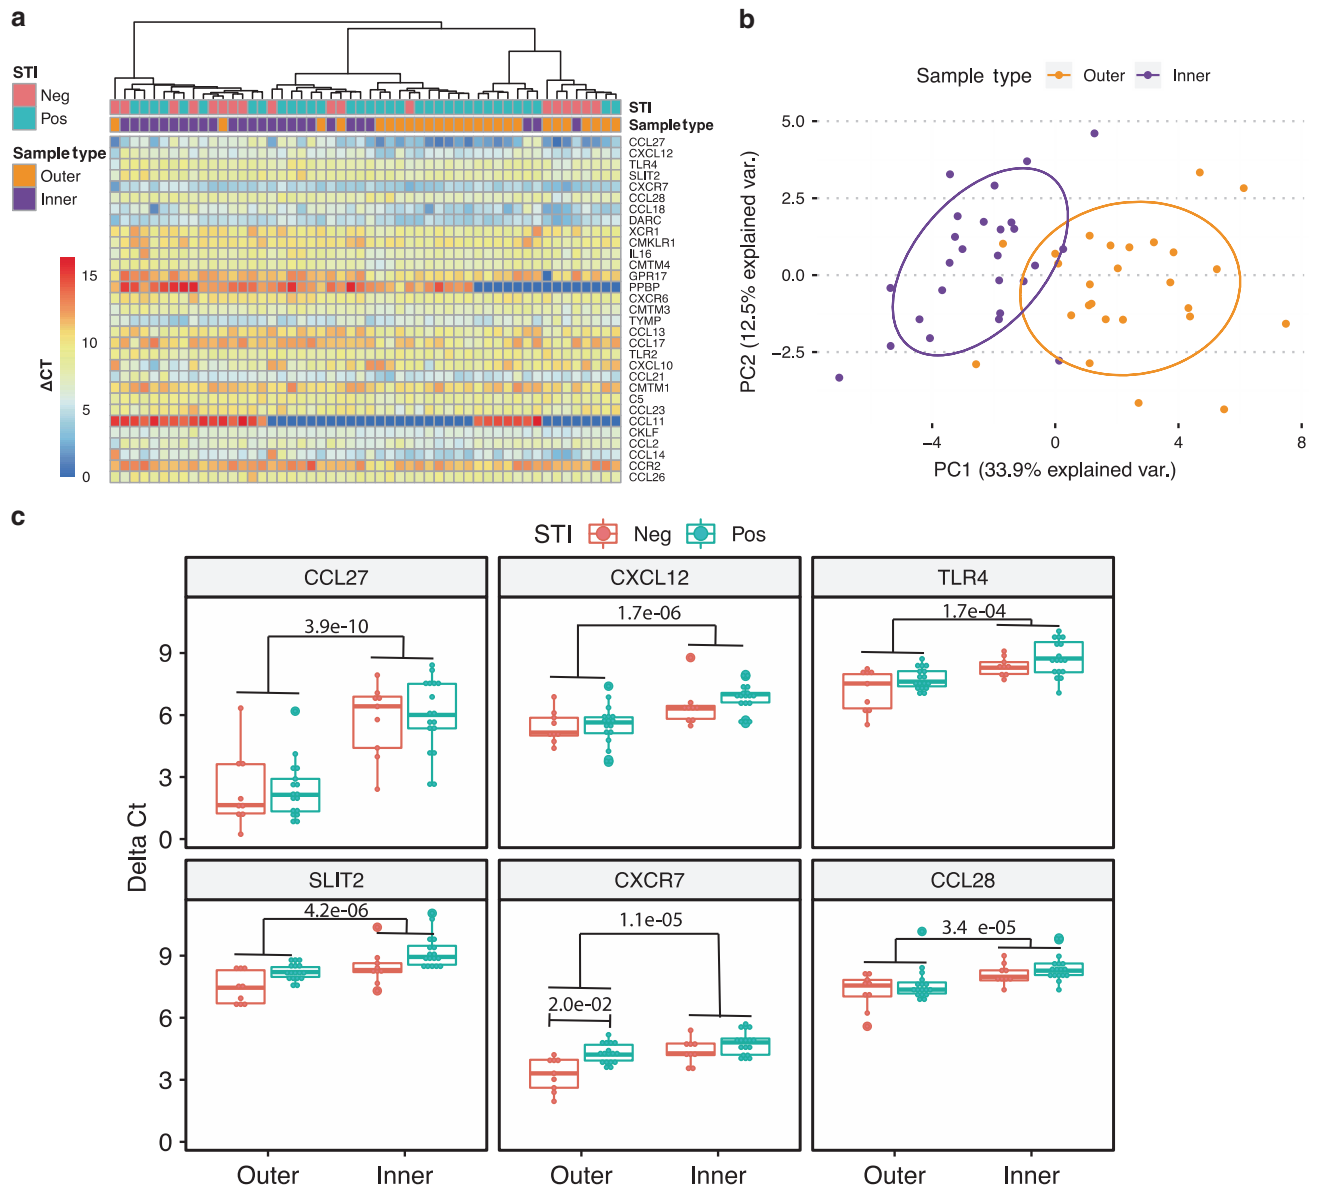 a
STI
Neg
Pos
Sample type
Outer
Inner
STI
Sample type
CCL27
CXCL12
TLR4
SLIT2
CXCR7
CCL28
CCL18
DARC
XCR1
CMKLR1
IL16
CMTM4
GPR17
PPBP
CXCR6
CMTM3
TYMP
CCL13
CCL17
TLR2
CXCL10
CCL21
CMTM1
C5
CCL23
CCL11
CKLF
CCL2
CCL14
CCR2
CCL26
ΔCT
15
10
5
0
b
Sample type Outer Inner
PC2 (12.5% explained var.)
5.0
2.5
0.0
−2.5
−4 0 4 8
PC1 (33.9% explained var.)
c
STI Neg Pos
CCL27 CXCL12 TLR4
3.9e-10 1.7e-06 1.7e-04
9
6
3
0
Delta Ct
SLIT2 CXCR7 CCL28
4.2e-06 1.1e-05 3.4 e-05
2.0e-02
9
6
3
0
Outer Inner Outer Inner Outer Inner